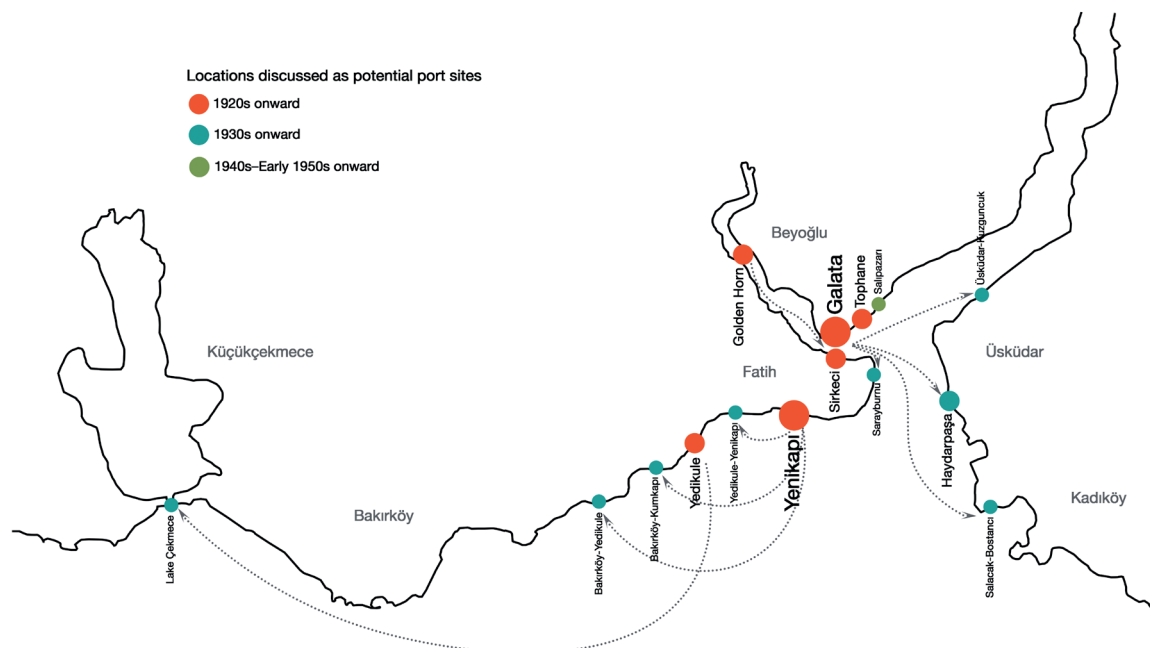 Locations discussed as potential port sites
1920s onward
1930s onward
1940s–Early 1950s onward
Beyoğlu
Golden Horn
Galata
Tophane
Salıpazarı
Üsküdar-Kuzguncuk
Küçükçekmece
Fatih
Sirkeci
Sarayburnu
Üsküdar
Haydarpaşa
Kadıköy
Salacak-Bostancı
Yenikapı
Yedikule-Yenikapı
Yedikule
Bakırköy-Kumkapı
Bakırköy-Yedikule
Bakırköy
Lake Çekmece